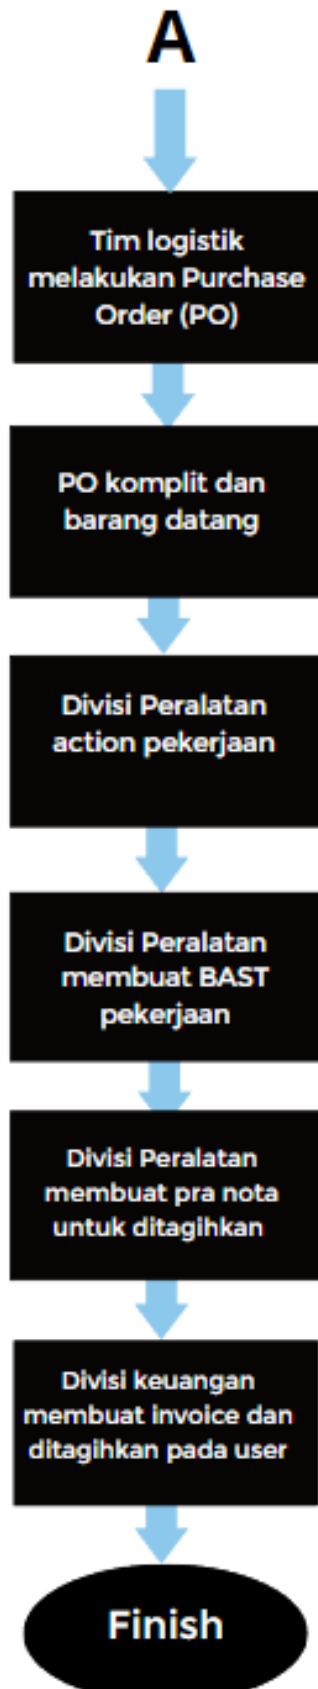 A
Tim logistik
melakukan Purchase
Order (PO)
PO komplit dan
barang datang
Divisi Peralatan
action pekerjaan
Divisi Peralatan
membuat BAST
pekerjaan
Divisi Peralatan
membuat pra nota
untuk ditagihkan
Divisi keuangan
membuat invoice dan
ditagihkan pada user
Finish